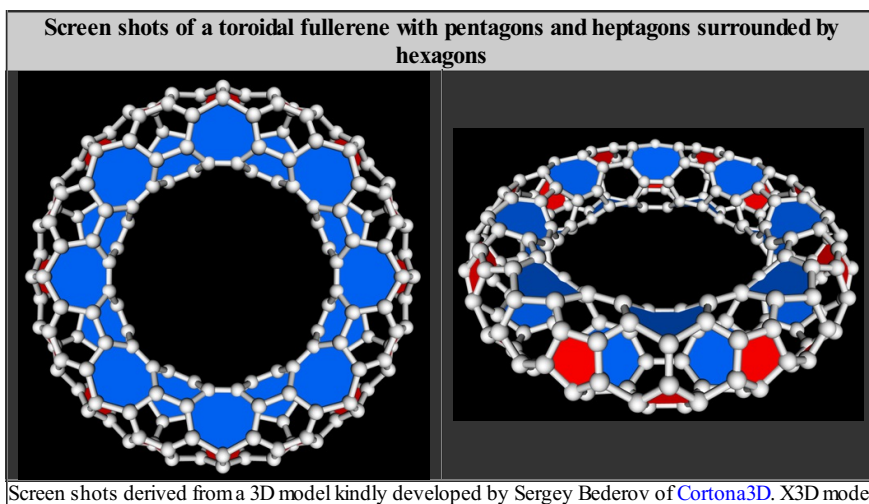 Screen shots of a toroidal fullerene with pentagons and heptagons surrounded by
hexagons
Screen shots derived from a 3D model kindly developed by Sergey Bederov of Cortona3D. X3D mode